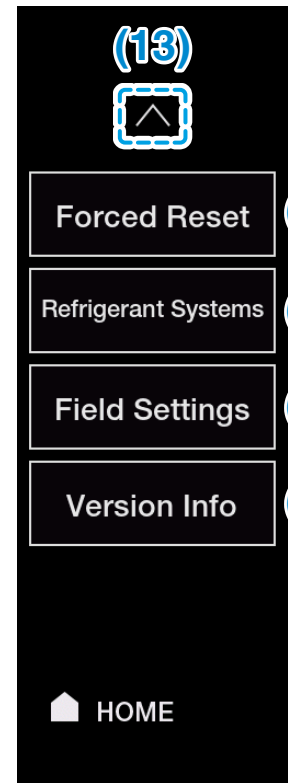 (13)
Forced Reset
Refrigerant Systems
Field Settings
Version Info
HOME